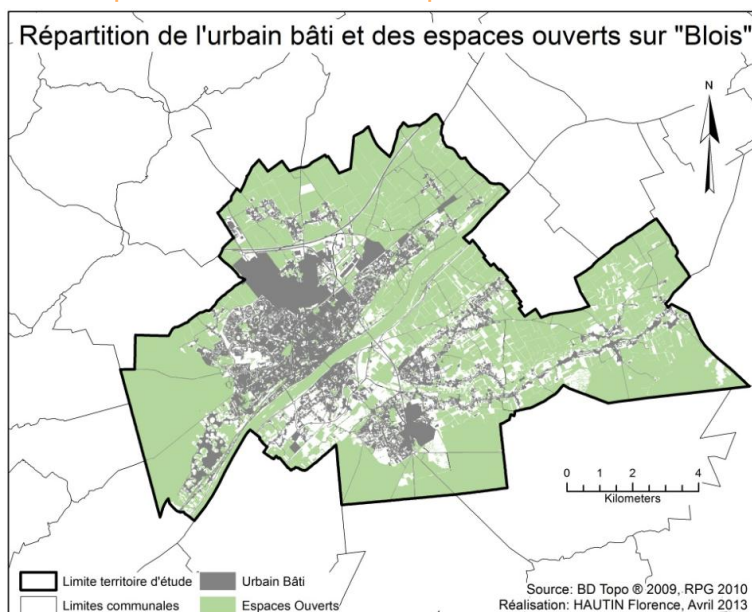 Répartition de l'urbain bâti et des espaces ouverts sur "Blois"
N
0 1 2 4
Kilometers
Limite territoire d'étude Urbain Bâti
Limites communales Espaces Ouverts
Source: BD Topo ® 2009, RPG 2010
Réalisation: HAUTIN Florence, Avril 2013